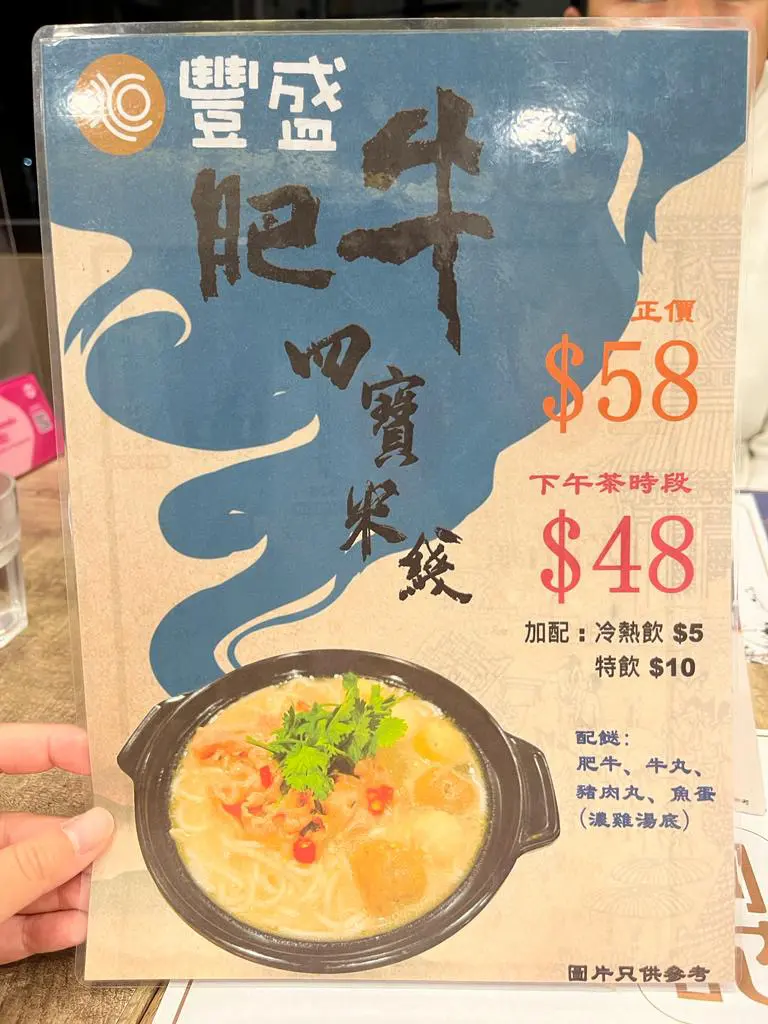 豐盛
肥牛
四寶米綫
正價
$58
下午茶時段
$48
加配：冷熱飲 $5
特飲 $10
配餸：
肥牛、牛丸、
豬肉丸、魚蛋
(濃雞湯底)
圖片只供參考